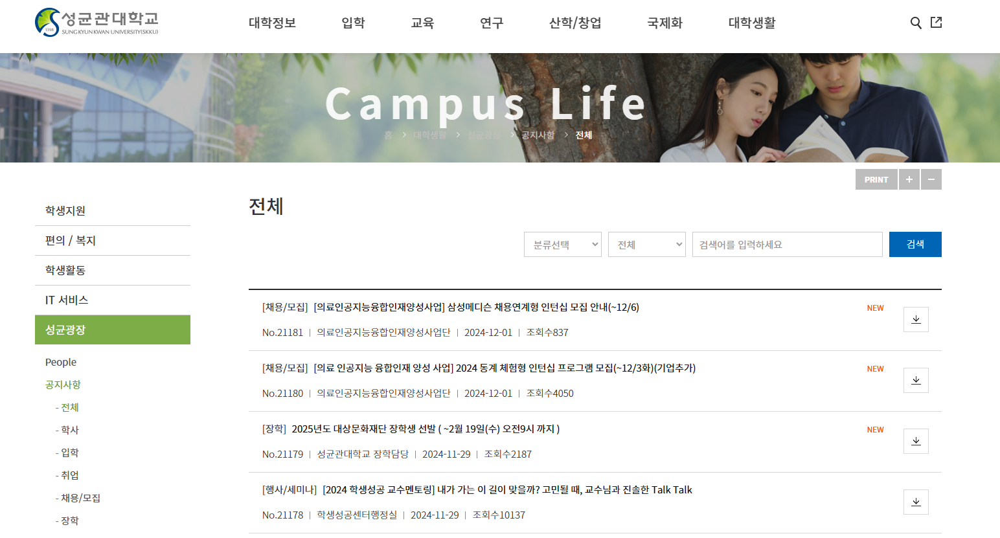 성균관대학교
1398
SUNG KYUN KWAN UNIVERSITY(SKKU)
대학정보 입학 교육 연구 산학/창업 국제화 대학생활
Campus Life
홈 > 대학생활 > 성균광장 > 공지사항 > 전체
PRINT + −
학생지원
편의 / 복지
학생활동
IT 서비스
성균광장
People
공지사항
- 전체
- 학사
- 입학
- 취업
- 채용/모집
- 장학
전체
분류선택 전체 검색어를 입력하세요 검색
[채용/모집] [의료인공지능융합인재양성사업] 삼성메디슨 채용연계형 인턴십 모집 안내(~12/6) NEW
No.21181 | 의료인공지능융합인재양성사업단 | 2024-12-01 | 조회수837
[채용/모집] [의료 인공지능 융합인재 양성 사업] 2024 동계 체험형 인턴십 프로그램 모집(~12/3화)(기업추가) NEW
No.21180 | 의료인공지능융합인재양성사업단 | 2024-12-01 | 조회수4050
[장학] 2025년도 대상문화재단 장학생 선발 ( ~2월 19일(수) 오전9시 까지 ) NEW
No.21179 | 성균관대학교 장학담당 | 2024-11-29 | 조회수2187
[행사/세미나] [2024 학생성공 교수멘토링] 내가 가는 이 길이 맞을까? 고민될 때, 교수님과 진솔한 Talk Talk
No.21178 | 학생성공센터행정실 | 2024-11-29 | 조회수10137